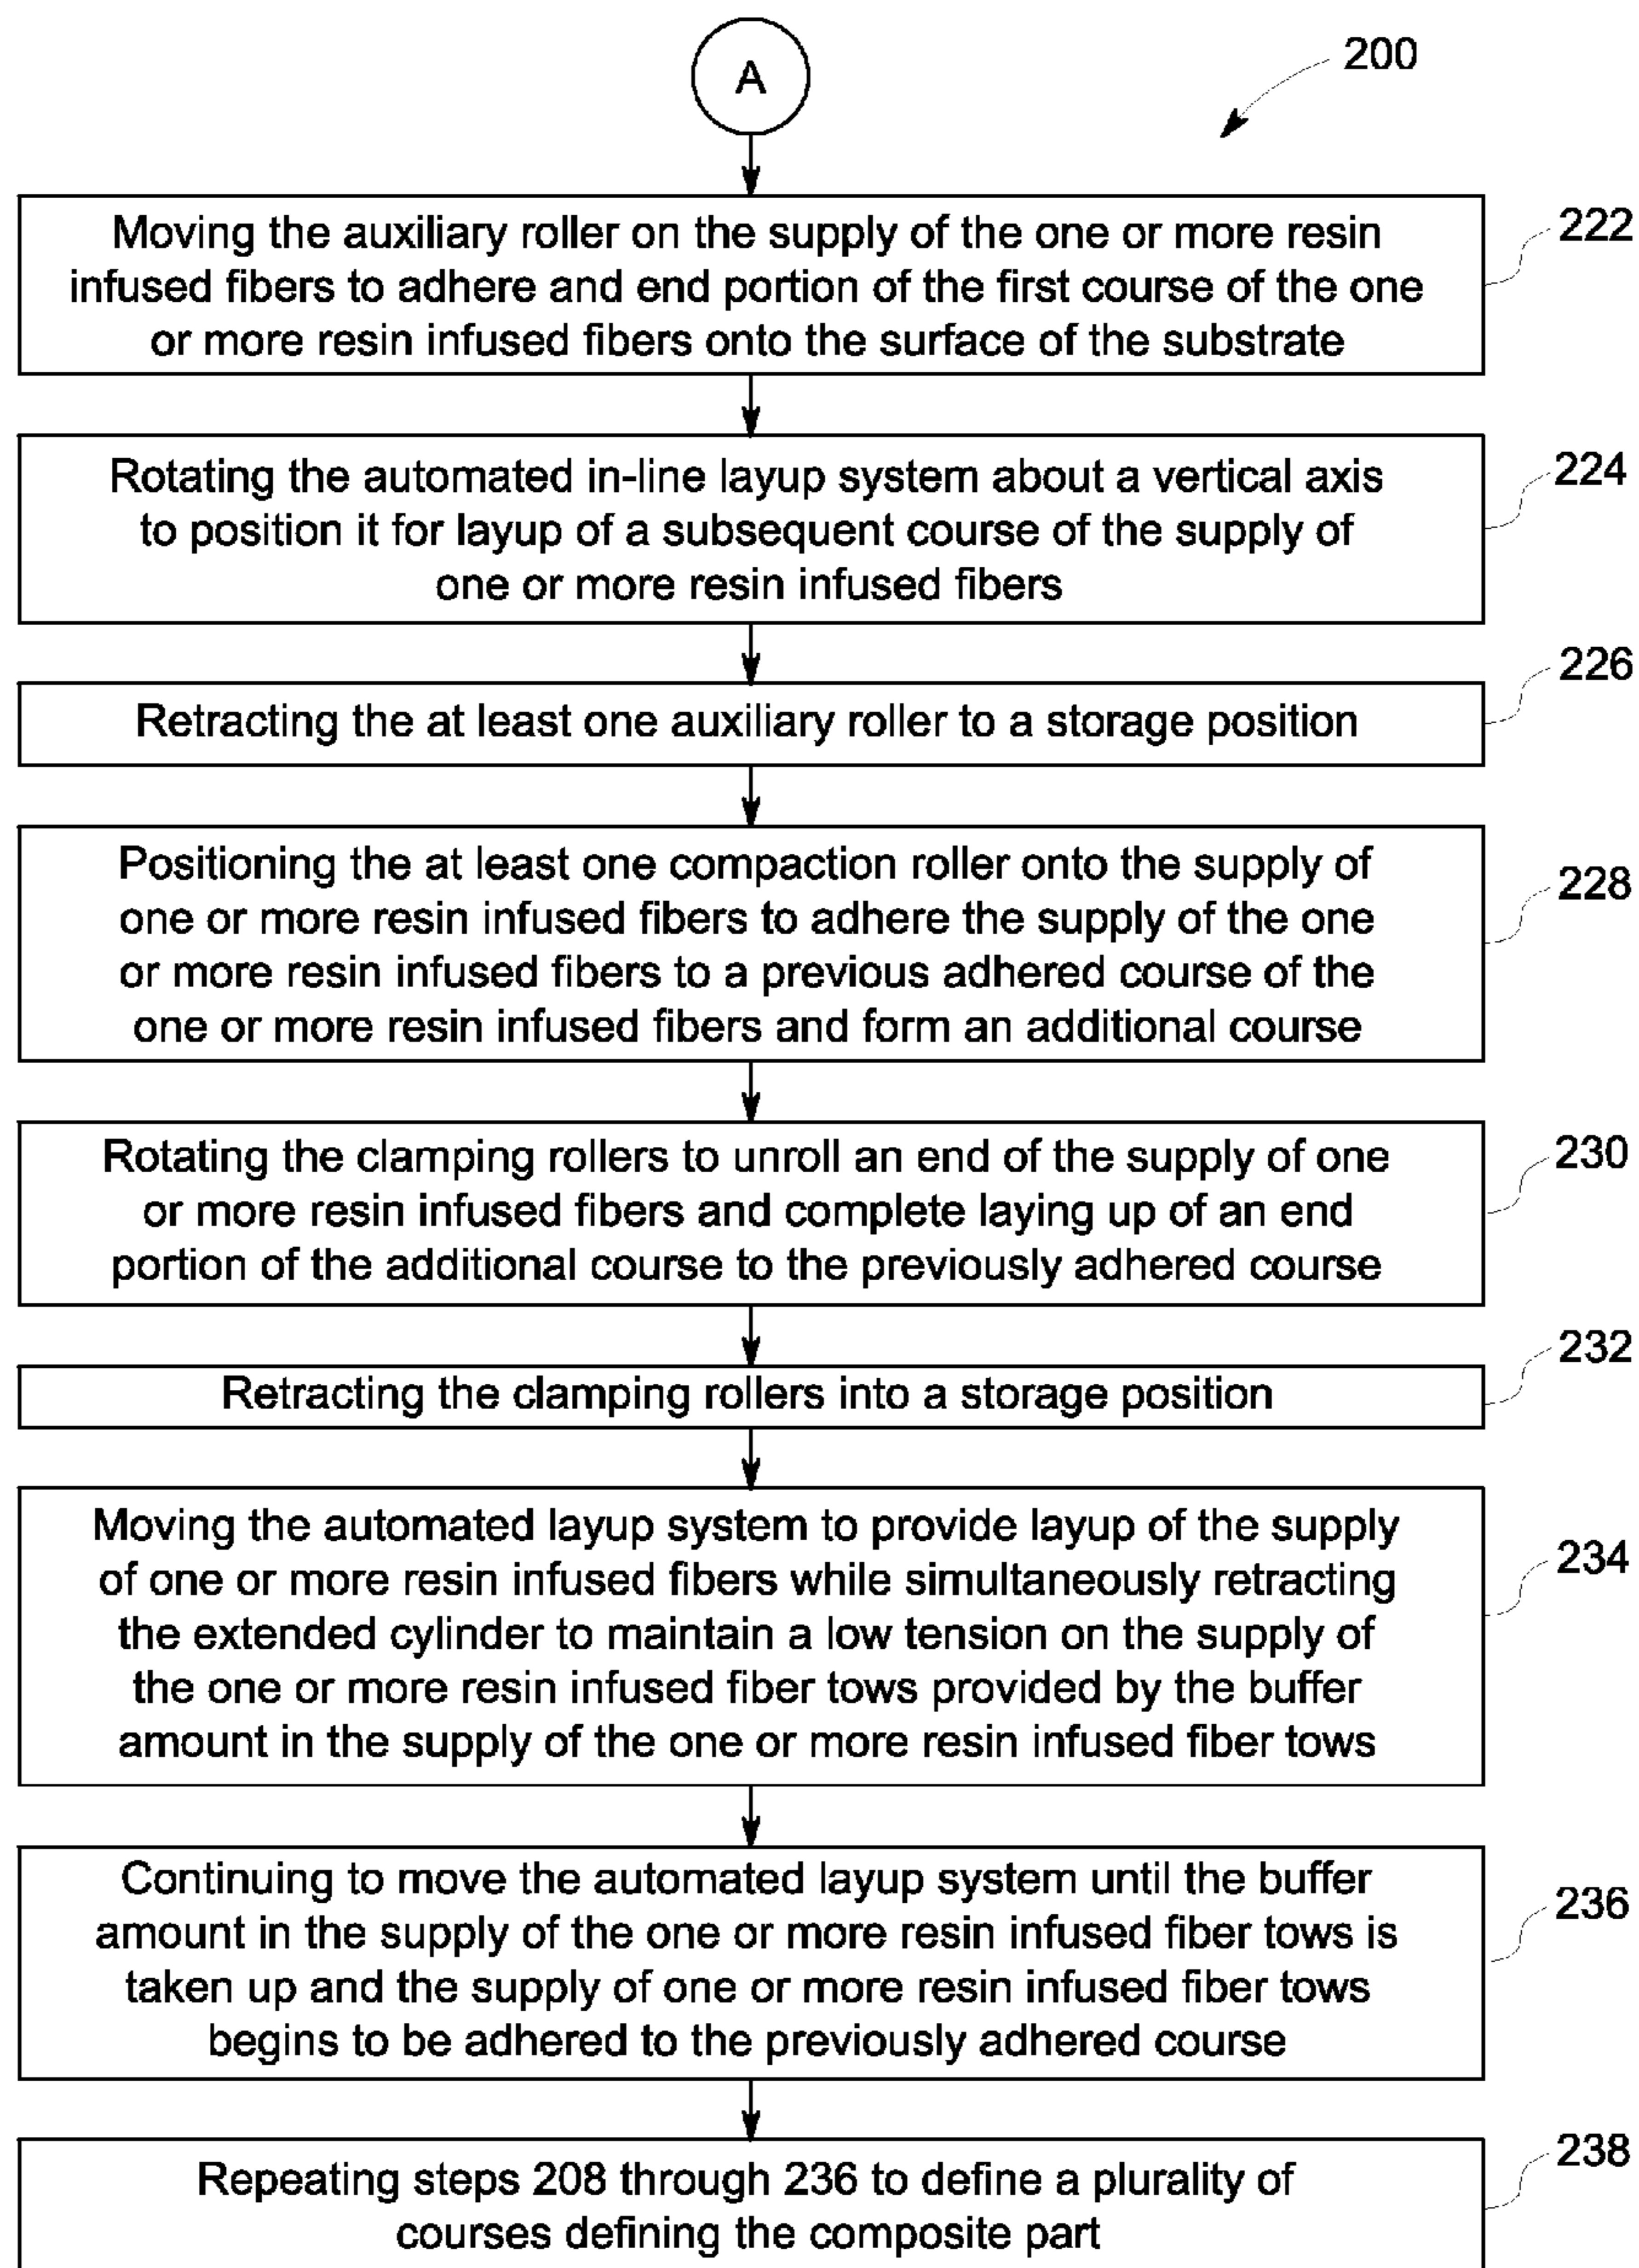 A
200
Moving the auxiliary roller on the supply of the one or more resin
infused fibers to adhere and end portion of the first course of the one
or more resin infused fibers onto the surface of the substrate
222
Rotating the automated in-line layup system about a vertical axis
to position it for layup of a subsequent course of the supply of
one or more resin infused fibers
224
Retracting the at least one auxiliary roller to a storage position
226
Positioning the at least one compaction roller onto the supply of
one or more resin infused fibers to adhere the supply of the one
or more resin infused fibers to a previous adhered course of the
one or more resin infused fibers and form an additional course
228
Rotating the clamping rollers to unroll an end of the supply of one
or more resin infused fibers and complete laying up of an end
portion of the additional course to the previously adhered course
230
Retracting the clamping rollers into a storage position
232
Moving the automated layup system to provide layup of the supply
of one or more resin infused fibers while simultaneously retracting
the extended cylinder to maintain a low tension on the supply of
the one or more resin infused fiber tows provided by the buffer
amount in the supply of the one or more resin infused fiber tows
234
Continuing to move the automated layup system until the buffer
amount in the supply of the one or more resin infused fiber tows is
taken up and the supply of one or more resin infused fiber tows
begins to be adhered to the previously adhered course
236
Repeating steps 208 through 236 to define a plurality of
courses defining the composite part
238